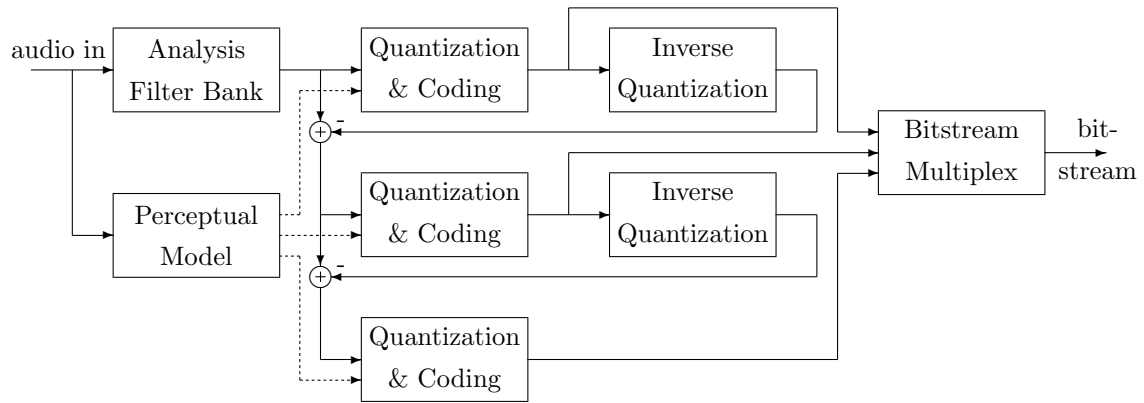 audio in
Analysis
Filter Bank
Quantization
& Coding
Inverse
Quantization
-
Bitstream
Multiplex
bit-
stream
+
Perceptual
Model
Quantization
& Coding
Inverse
Quantization
-
+
Quantization
& Coding